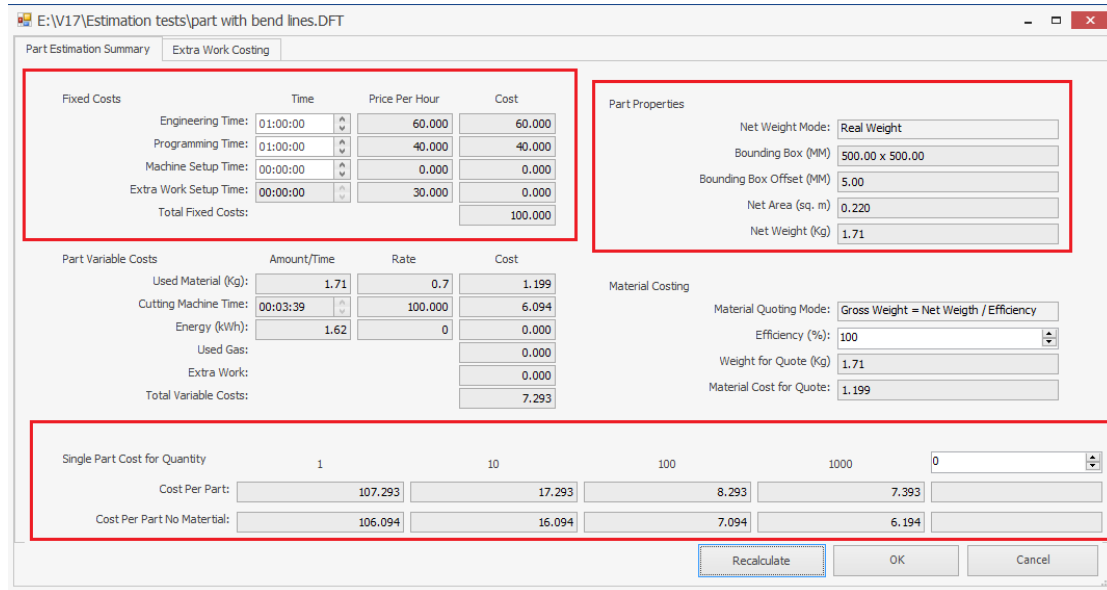 E:\V17\Estimation tests\part with bend lines.DFT
Part Estimation Summary Extra Work Costing
Fixed Costs Time Price Per Hour Cost
Engineering Time: 01:00:00 60.000 60.000
Programming Time: 01:00:00 40.000 40.000
Machine Setup Time: 00:00:00 0.000 0.000
Extra Work Setup Time: 00:00:00 30.000 0.000
Total Fixed Costs: 100.000
Part Properties
Net Weight Mode: Real Weight
Bounding Box (MM) 500.00 x 500.00
Bounding Box Offset (MM) 5.00
Net Area (sq. m) 0.220
Net Weight (Kg) 1.71
Part Variable Costs Amount/Time Rate Cost
Used Material (Kg): 1.71 0.7 1.199
Cutting Machine Time: 00:03:39 100.000 6.094
Energy (kWh): 1.62 0 0.000
Used Gas: 0.000
Extra Work: 0.000
Total Variable Costs: 7.293
Material Costing
Material Quoting Mode: Gross Weight = Net Weigth / Efficiency
Efficiency (%): 100
Weight for Quote (Kg) 1.71
Material Cost for Quote: 1.199
Single Part Cost for Quantity 1 10 100 1000 0
Cost Per Part: 107.293 17.293 8.293 7.393
Cost Per Part No Matertial: 106.094 16.094 7.094 6.194
Recalculate OK Cancel